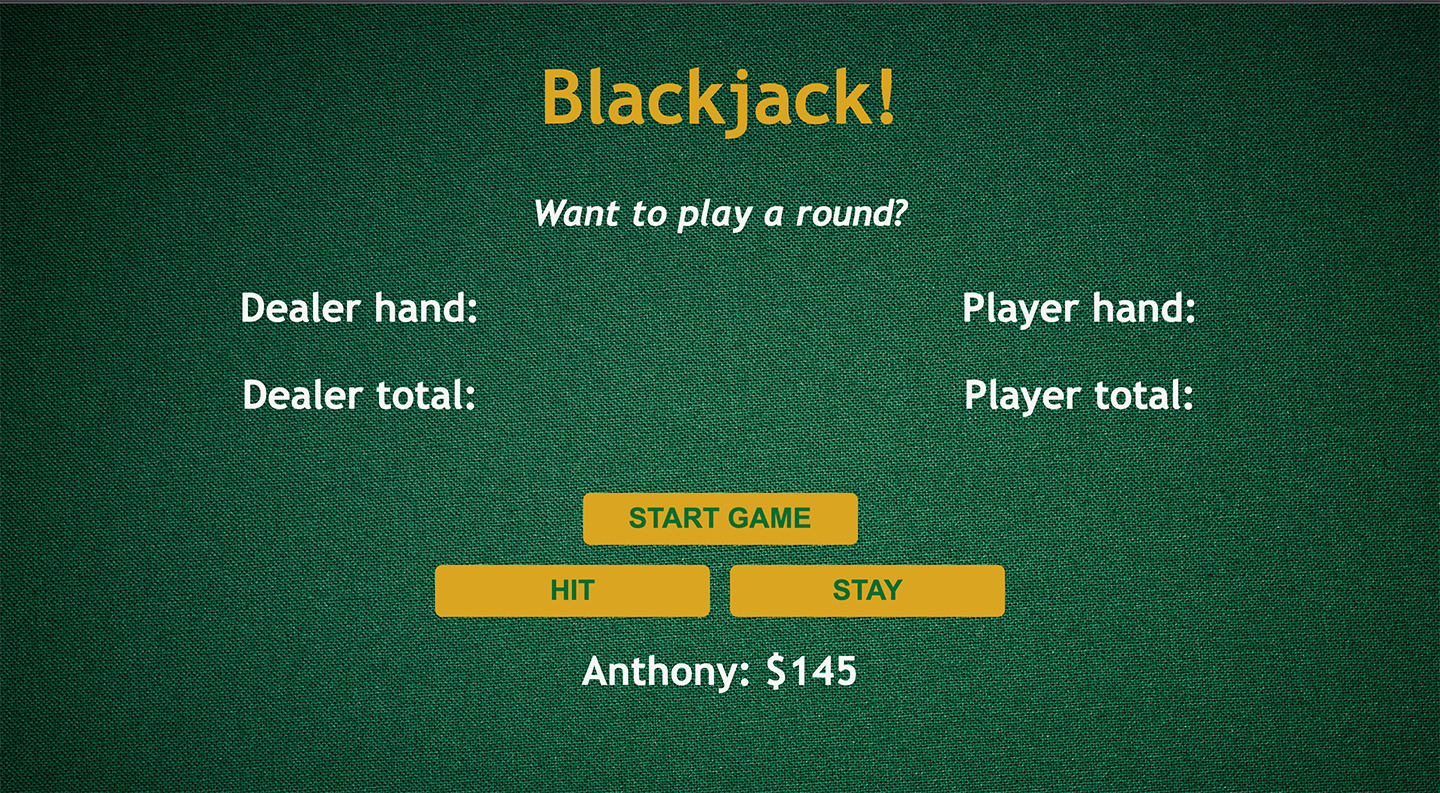 Blackjack!
Want to play a round?
Dealer hand:
Player hand:
Dealer total:
Player total:
START GAME
HIT
STAY
Anthony: $145